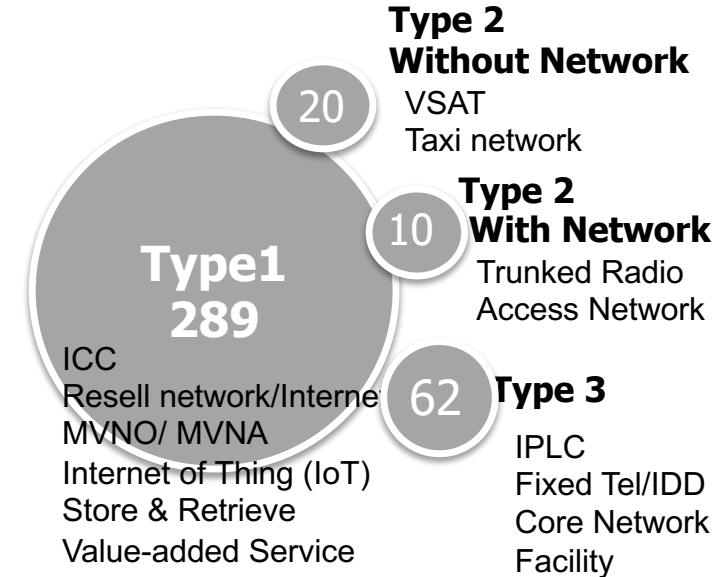 Type 2
Without Network
20
VSAT
Taxi network
Type 2
With Network
10
Trunked Radio
Access Network
Type1
289
ICC
Resell network/Interne
MVNO/ MVNA
Internet of Thing (IoT)
Store & Retrieve
Value-added Service
62
Type 3
IPLC
Fixed Tel/IDD
Core Network
Facility